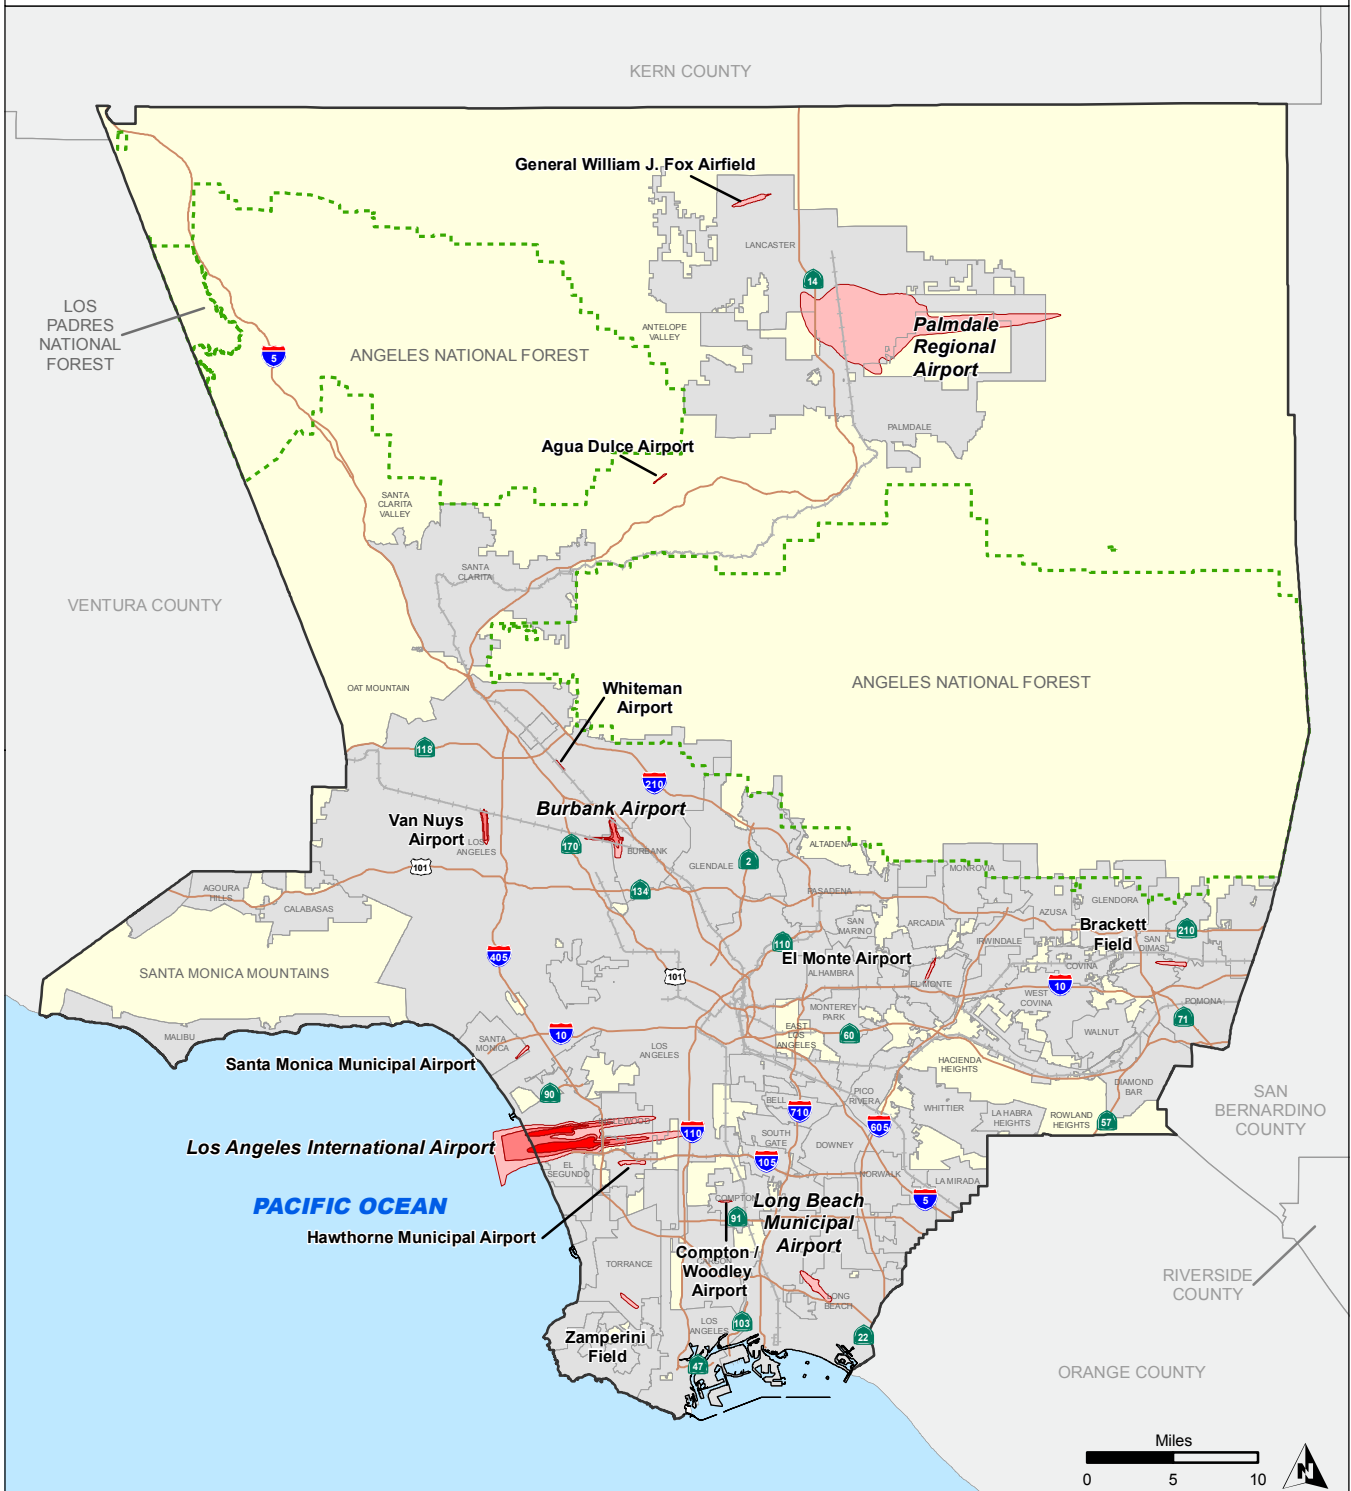 KERN COUNTY
General William J. Fox Airfield
LANCASTER
14
LOS
PADRES
NATIONAL
FOREST
ANTELOPE
VALLEY
Palmdale
Regional
Airport
5
ANGELES NATIONAL FOREST
PALMDALE
Agua Dulce Airport
SANTA
CLARITA
VALLEY
SANTA
CLARITA
VENTURA COUNTY
OAT MOUNTAIN
Whiteman
Airport
ANGELES NATIONAL FOREST
118
210
Burbank Airport
Van Nuys
Airport
LOS
ANGELES
170
BURBANK
GLENDALE
2
ALTADENA
101
134
PASADENA
MONROVIA
GLENDORA
AGOURA
HILLS
CALABASAS
SAN
MARINO
ARCADIA
AZUSA
Brackett
Field
210
IRWINDALE
SAN
DIMAS
110
405
El Monte Airport
SANTA MONICA MOUNTAINS
101
ALHAMBRA
EL MONTE
COVINA
10
WEST
COVINA
POMONA
MONTEREY
PARK
71
MALIBU
SANTA
MONICA
10
EAST
LOS
ANGELES
60
WALNUT
LOS
ANGELES
Santa Monica Municipal Airport
HACIENDA
HEIGHTS
DIAMOND
BAR
90
BELL
710
PICO
RIVERA
WHITTIER
LA HABRA
HEIGHTS
ROWLAND
HEIGHTS
57
SAN
BERNARDINO
COUNTY
Los Angeles International Airport
110
SOUTH
GATE
605
DOWNEY
105
EL
SEGUNDO
NORWALK
LA MIRADA
5
PACIFIC OCEAN
COMPTON
91
Long Beach
Municipal
Airport
Hawthorne Municipal Airport
Compton /
Woodley
Airport
CARSON
TORRANCE
RIVERSIDE
COUNTY
LONG
BEACH
LOS
ANGELES
103
22
Zamperini
Field
47
ORANGE COUNTY
Miles
0 5 10
N